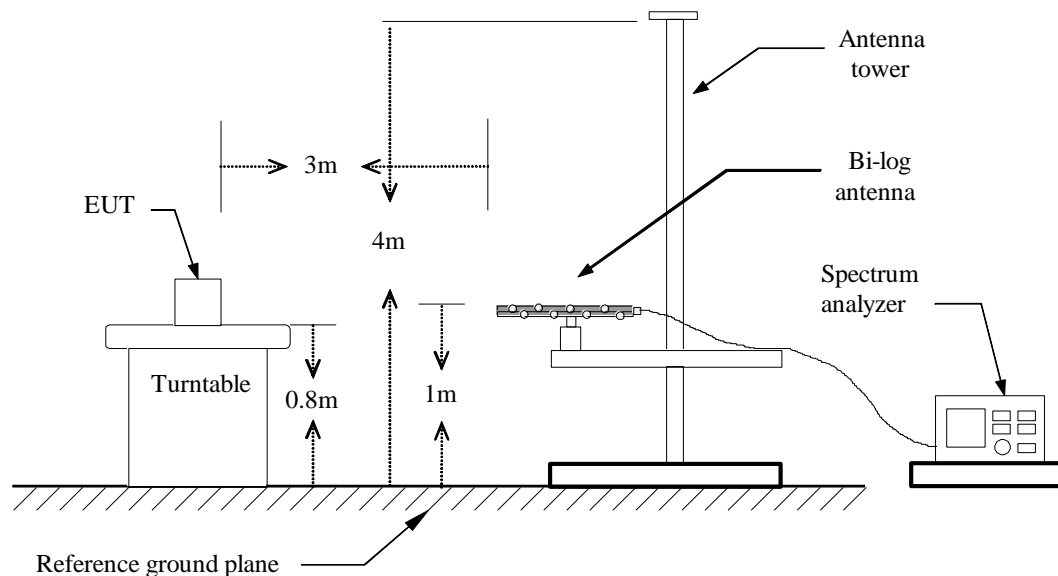 Antenna
tower
3m
Bi-log
antenna
EUT
4m
Spectrum
analyzer
Turntable
0.8m
1m
Reference ground plane